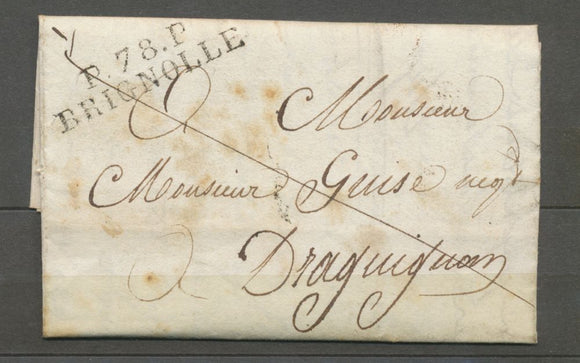 P.78.P
BRIGNOLLE
A Monsieur
Monsieur Guise negt
A Draguignan